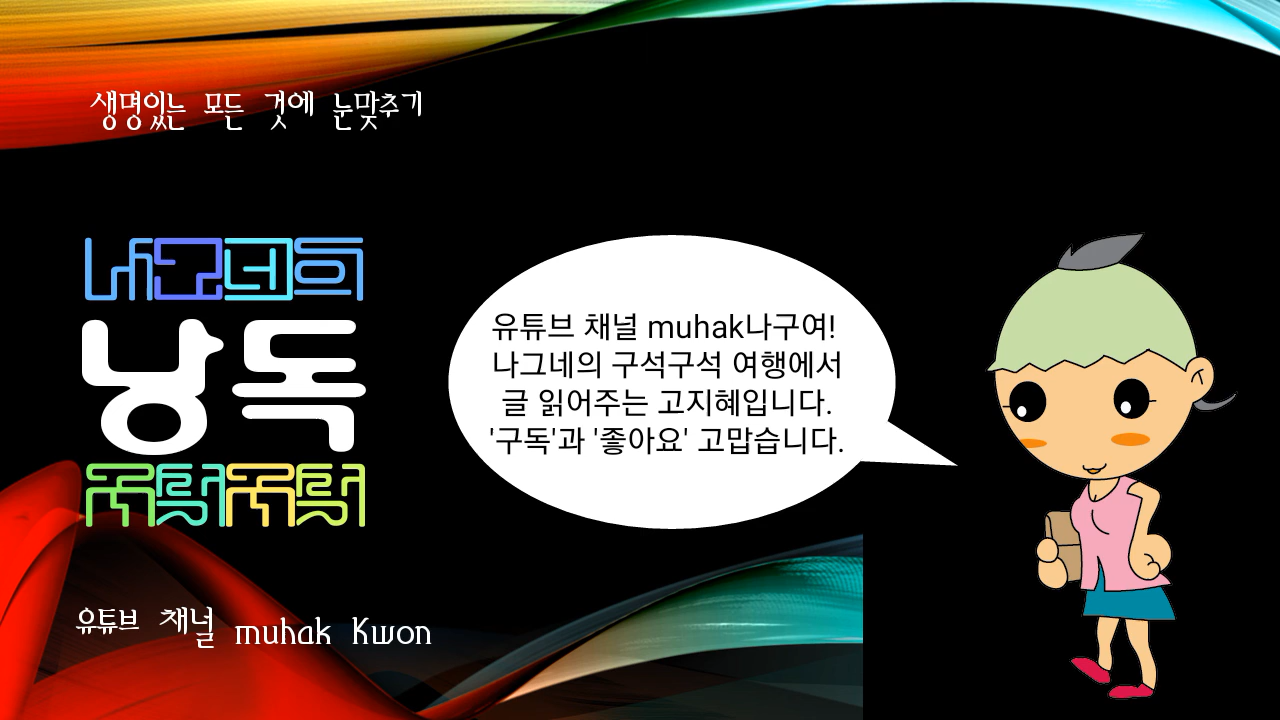 생명있는 모든 것에 눈맞추기
나그네의
낭독
구석구석
유튜브 채널 muhak나구여!
나그네의 구석구석 여행에서
글 읽어주는 고지혜입니다.
'구독'과 '좋아요' 고맙습니다.
유튜브 채널 muhak Kwon